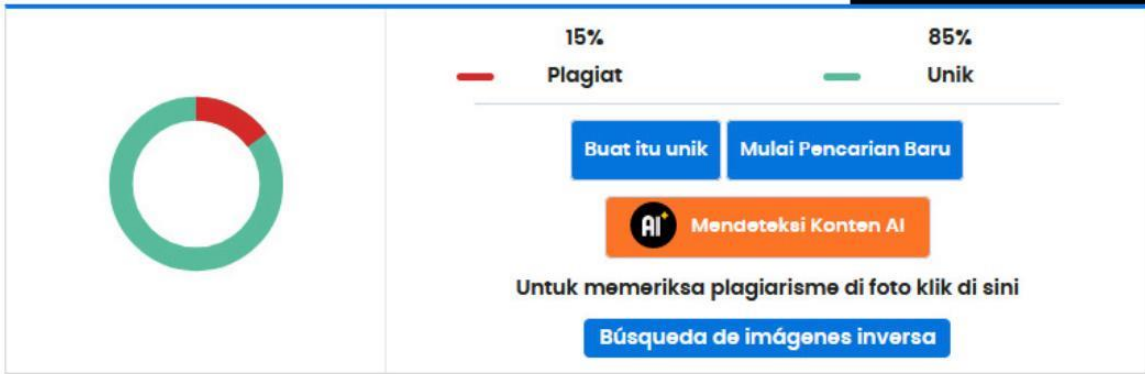 15%
85%
Plagiat
Unik
Buat itu unik
Mulai Pencarian Baru
AI
Mendeteksi Konten AI
Untuk memeriksa plagiarisme di foto klik di sini
Búsqueda de imágenes inversa